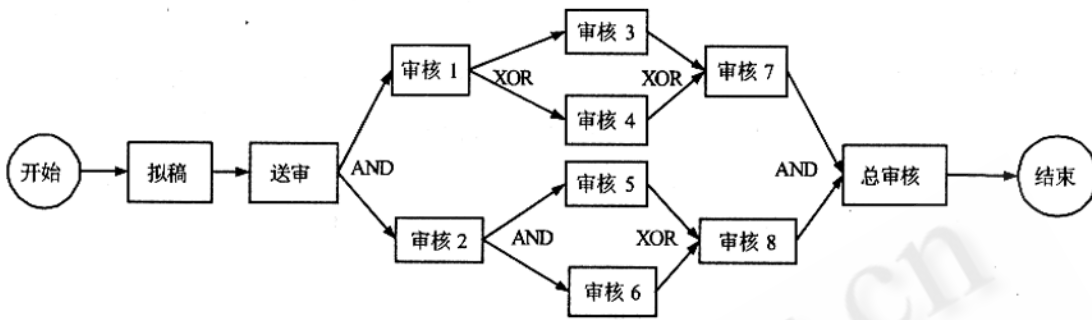 开始
拟稿
送审
AND
审核 1
XOR
审核 3
审核 4
XOR
审核 7
审核 2
AND
审核 5
审核 6
XOR
审核 8
AND
总审核
结束